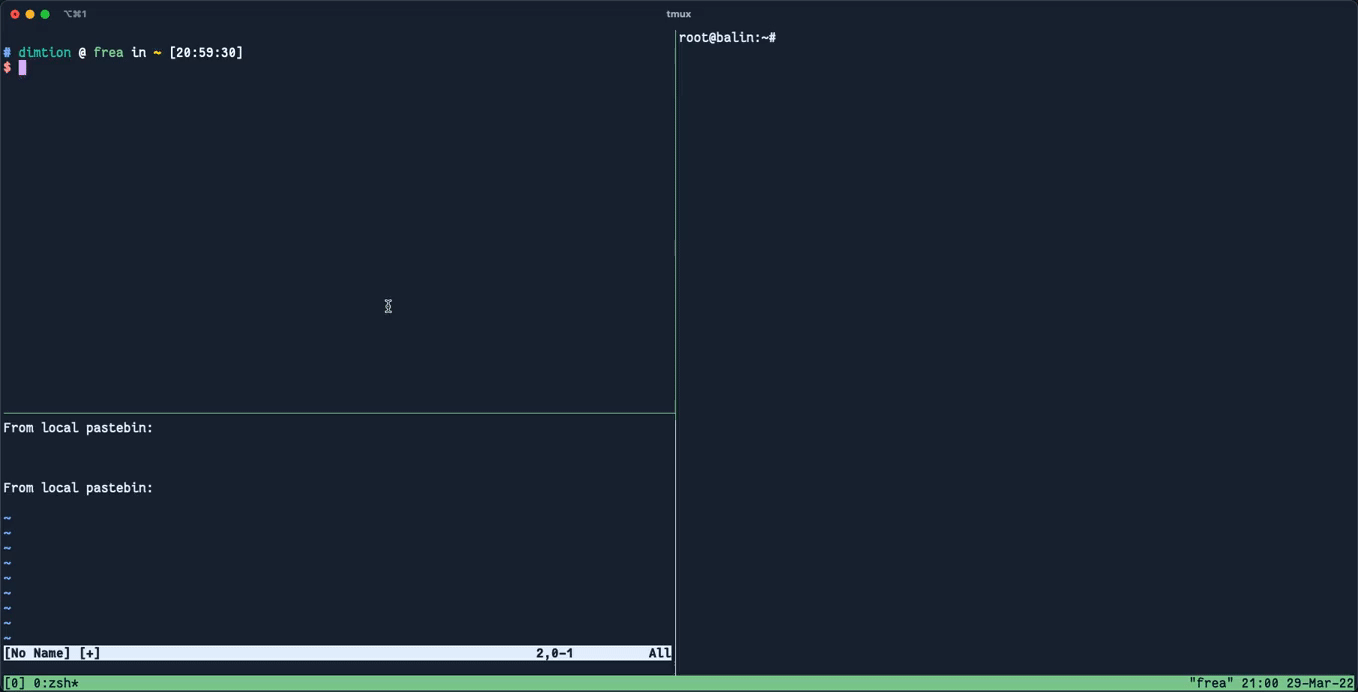 ⌥⌘1
tmux
# dimtion @ frea in ~ [20:59:30]
$
root@balin:~#
From local pastebin:
From local pastebin:
~
~
~
~
~
~
~
~
~
[No Name] [+] 2,0-1 All
[0] 0:zsh* "frea" 21:00 29-Mar-22